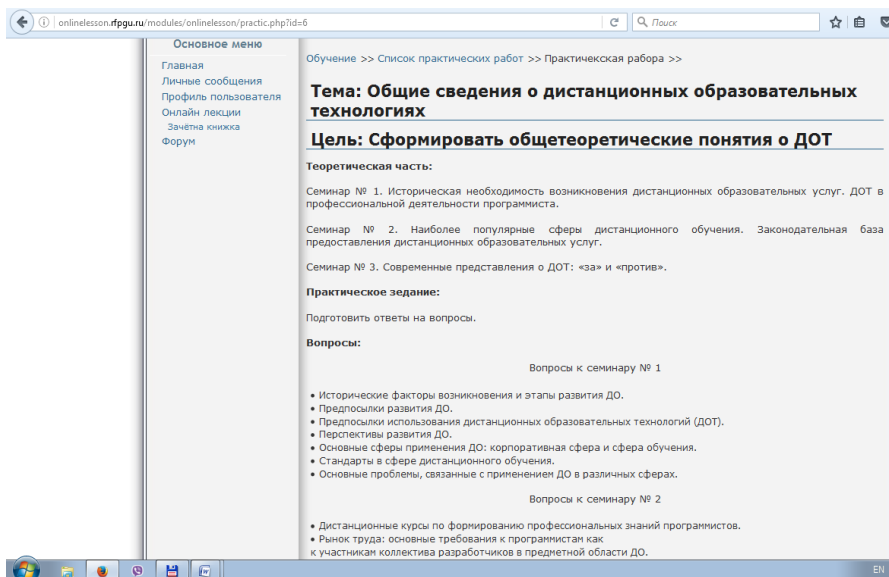 onlinelesson.rfpgu.ru/modules/onlinelesson/practic.php?id=6
Поиск
Основное меню
Главная
Личные сообщения
Профиль пользователя
Онлайн лекции
Зачётна книжка
Форум
Обучение >> Список практических работ >> Практичекская рабора >>
Тема: Общие сведения о дистанционных образовательных
технологиях
Цель: Сформировать общетеоретические понятия о ДОТ
Теоретическая часть:
Семинар № 1. Историческая необходимость возникновения дистанционных образовательных услуг. ДОТ в
профессиональной деятельности программиста.
Семинар № 2. Наиболее популярные сферы дистанционного обучения. Законодательная база
предоставления дистанционных образовательных услуг.
Семинар № 3. Современные представления о ДОТ: «за» и «против».
Практическое зедание:
Подготовить ответы на вопросы.
Вопросы:
Вопросы к семинару № 1
• Исторические факторы возникновения и этапы развития ДО.
• Предпосылки развития ДО.
• Предпосылки использования дистанционных образовательных технологий (ДОТ).
• Перспективы развития ДО.
• Основные сферы применения ДО: корпоративная сфера и сфера обучения.
• Стандарты в сфере дистанционного обучения.
• Основные проблемы, связанные с применением ДО в различных сферах.
Вопросы к семинару № 2
• Дистанционные курсы по формированию профессиональных знаний программистов.
• Рынок труда: основные требования к программистам как
к участникам коллектива разработчиков в предметной области ДО.
EN